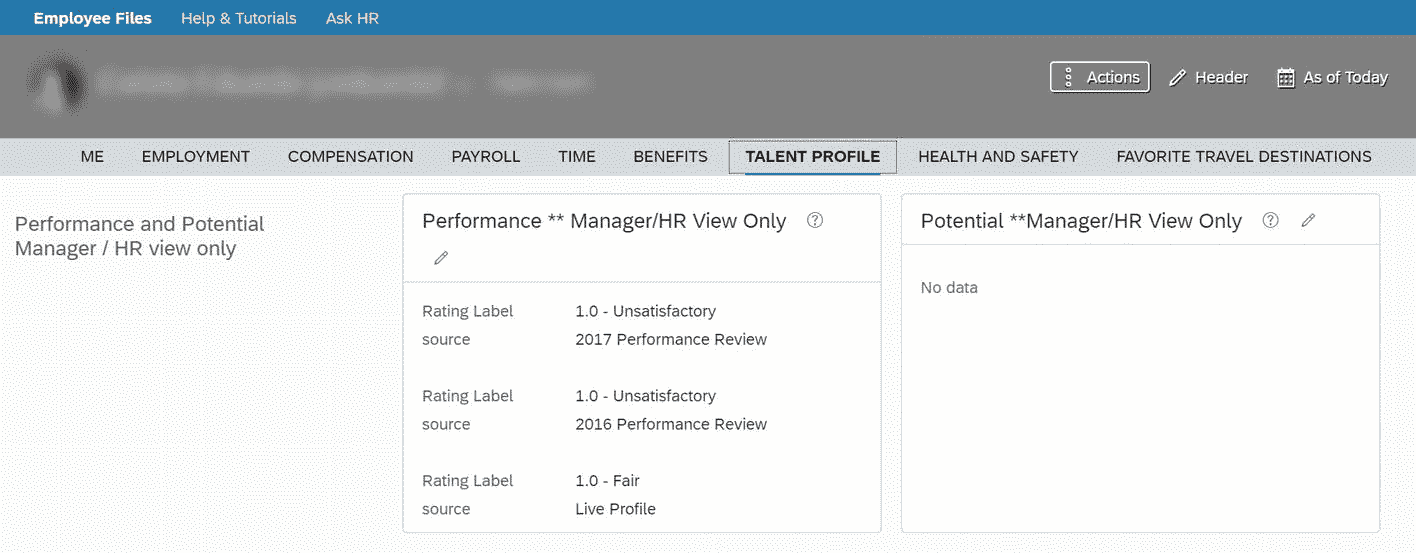 Employee Files Help & Tutorials Ask HR
Actions Header As of Today
ME EMPLOYMENT COMPENSATION PAYROLL TIME BENEFITS TALENT PROFILE HEALTH AND SAFETY FAVORITE TRAVEL DESTINATIONS
Performance and Potential
Manager / HR view only
Performance ** Manager/HR View Only
Rating Label 1.0 - Unsatisfactory
source 2017 Performance Review
Rating Label 1.0 - Unsatisfactory
source 2016 Performance Review
Rating Label 1.0 - Fair
source Live Profile
Potential **Manager/HR View Only
No data